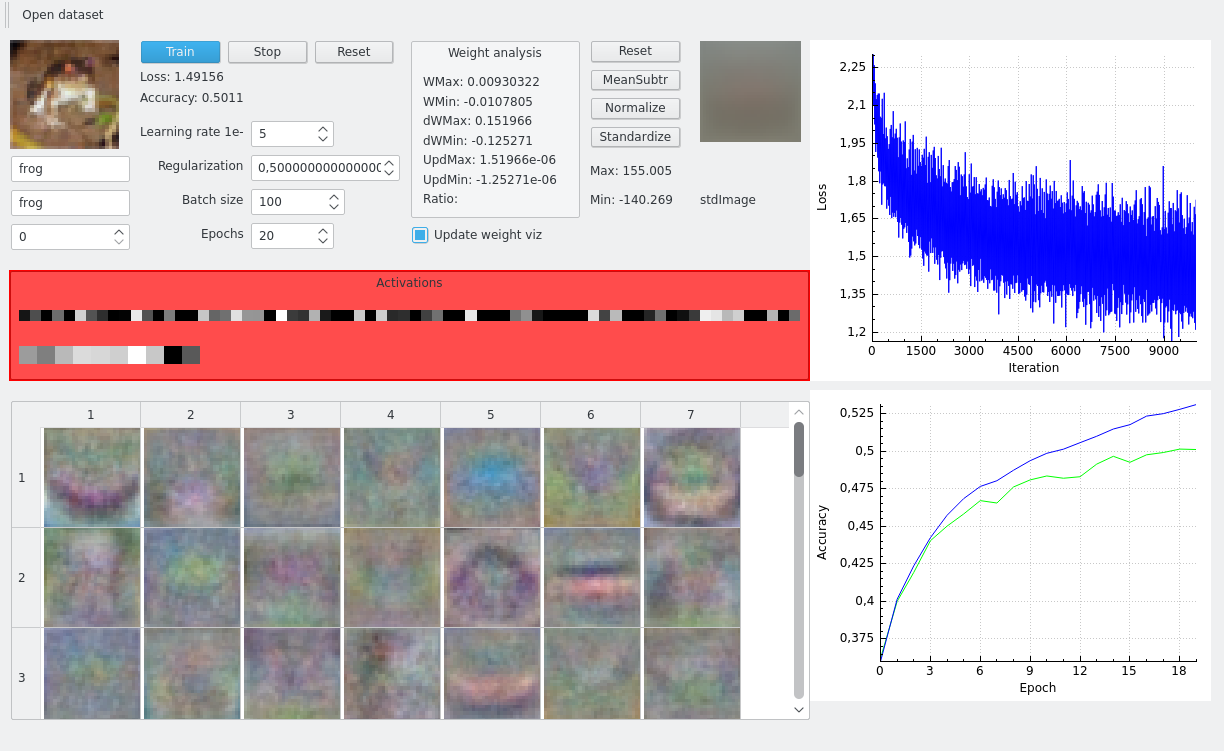 Open dataset
Train
Stop
Reset
Loss: 1.49156
Accuracy: 0.5011
Learning rate 1e-
5
Regularization
0,500000000000000
Batch size
100
Epochs
20
frog
frog
0
Weight analysis
WMax: 0.00930322
WMin: -0.0107805
dWMax: 0.151966
dWMin: -0.125271
UpdMax: 1.51966e-06
UpdMin: -1.25271e-06
Ratio:
Update weight viz
Reset
MeanSubtr
Normalize
Standardize
Max: 155.005
Min: -140.269
stdImage
Activations
1 2 3 4 5 6 7
1
2
3
2,25
2,1
1,95
1,8
1,65
1,5
1,35
1,2
Loss
0 1500 3000 4500 6000 7500 9000
Iteration
0,525
0,5
0,475
0,45
0,425
0,4
0,375
Accuracy
0 3 6 9 12 15 18
Epoch